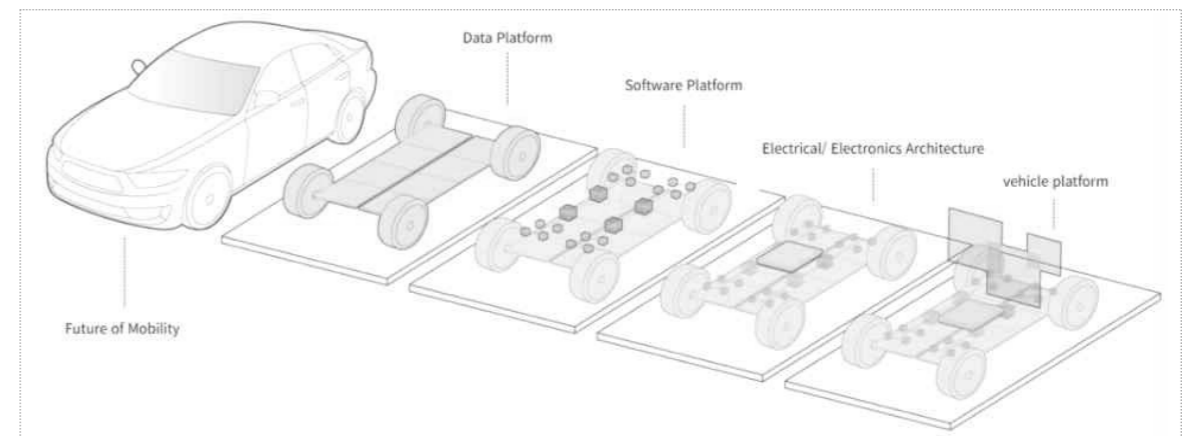 Data Platform
Software Platform
Electrical/ Electronics Architecture
vehicle platform
Future of Mobility